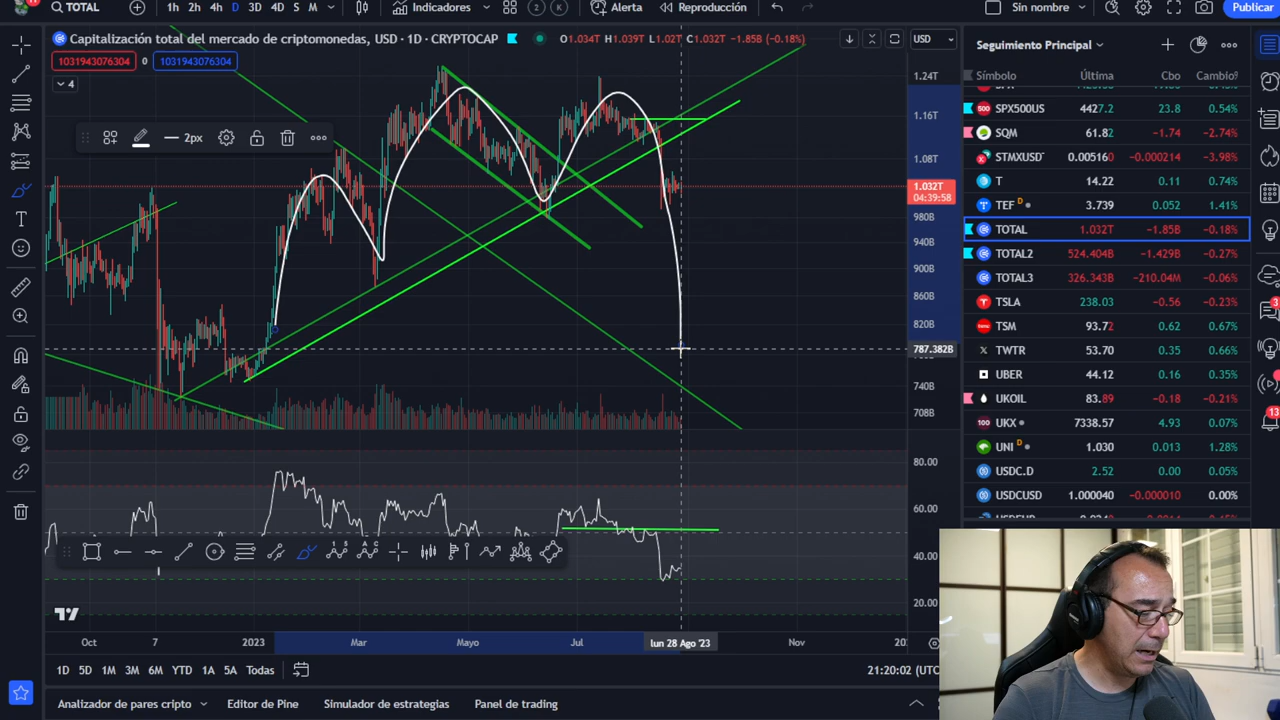 11
TOTAL
1h 2h 4h D 3D 4D S M
Indicadores
2
K
Alerta
Reproducción
Sin nombre
Publicar
Capitalización total del mercado de criptomonedas, USD · 1D · CRYPTOCAP
O1.034T H1.039T L1.02T C1.032T −1.85B (−0.18%)
USD
1031943076304 0 1031943076304
4
2px
1.24T
1.16T
1.08T
1.032T
04:39:58
980B
940B
900B
860B
820B
787.382B
740B
708B
80.00
60.00
40.00
20.00
Oct 7 2023 Mar Mayo Jul lun 28 Ago '23 Nov
1D 5D 1M 3M 6M YTD 1A 5A Todas
21:20:02 (UTC
Analizador de pares cripto
Editor de Pine
Simulador de estrategias
Panel de trading
Seguimiento Principal
Símbolo Última Cbo Cambio%
SPX500US 4427.2 23.8 0.54%
SQM 61.82 −1.74 −2.74%
STMXUSD 0.00516 −0.000214 −3.98%
T 14.22 0.11 0.74%
TEF D 3.739 0.052 1.41%
TOTAL 1.032T −1.85B −0.18%
TOTAL2 524.404B −1.429B −0.27%
TOTAL3 326.343B −210.04M −0.06%
TSLA 238.03 −0.56 −0.23%
TSM 93.72 0.62 0.67%
TWTR 53.70 0.35 0.66%
UBER 44.12 0.16 0.35%
UKOIL 83.89 −0.18 −0.21%
UKX 7338.57 4.93 0.07%
UNI D 1.030 0.013 1.28%
USDC.D 2.52 0.00 0.05%
USDCUSD 1.000040 −0.000010 0.00%
3
13